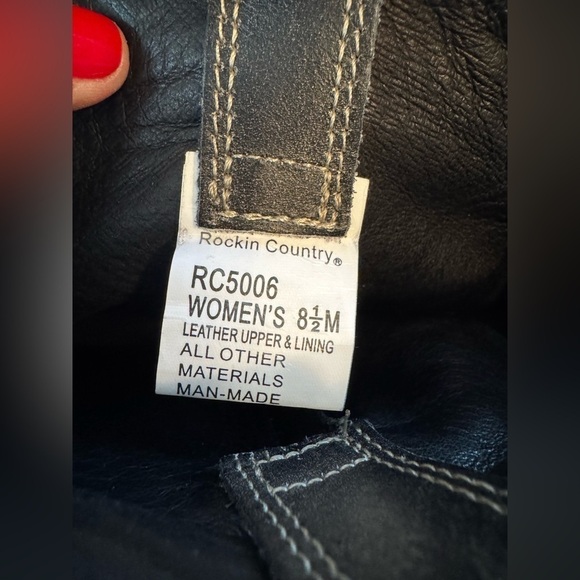 Rockin Country®
RC5006
WOMEN'S 8½M
LEATHER UPPER & LINING
ALL OTHER
MATERIALS
MAN-MADE